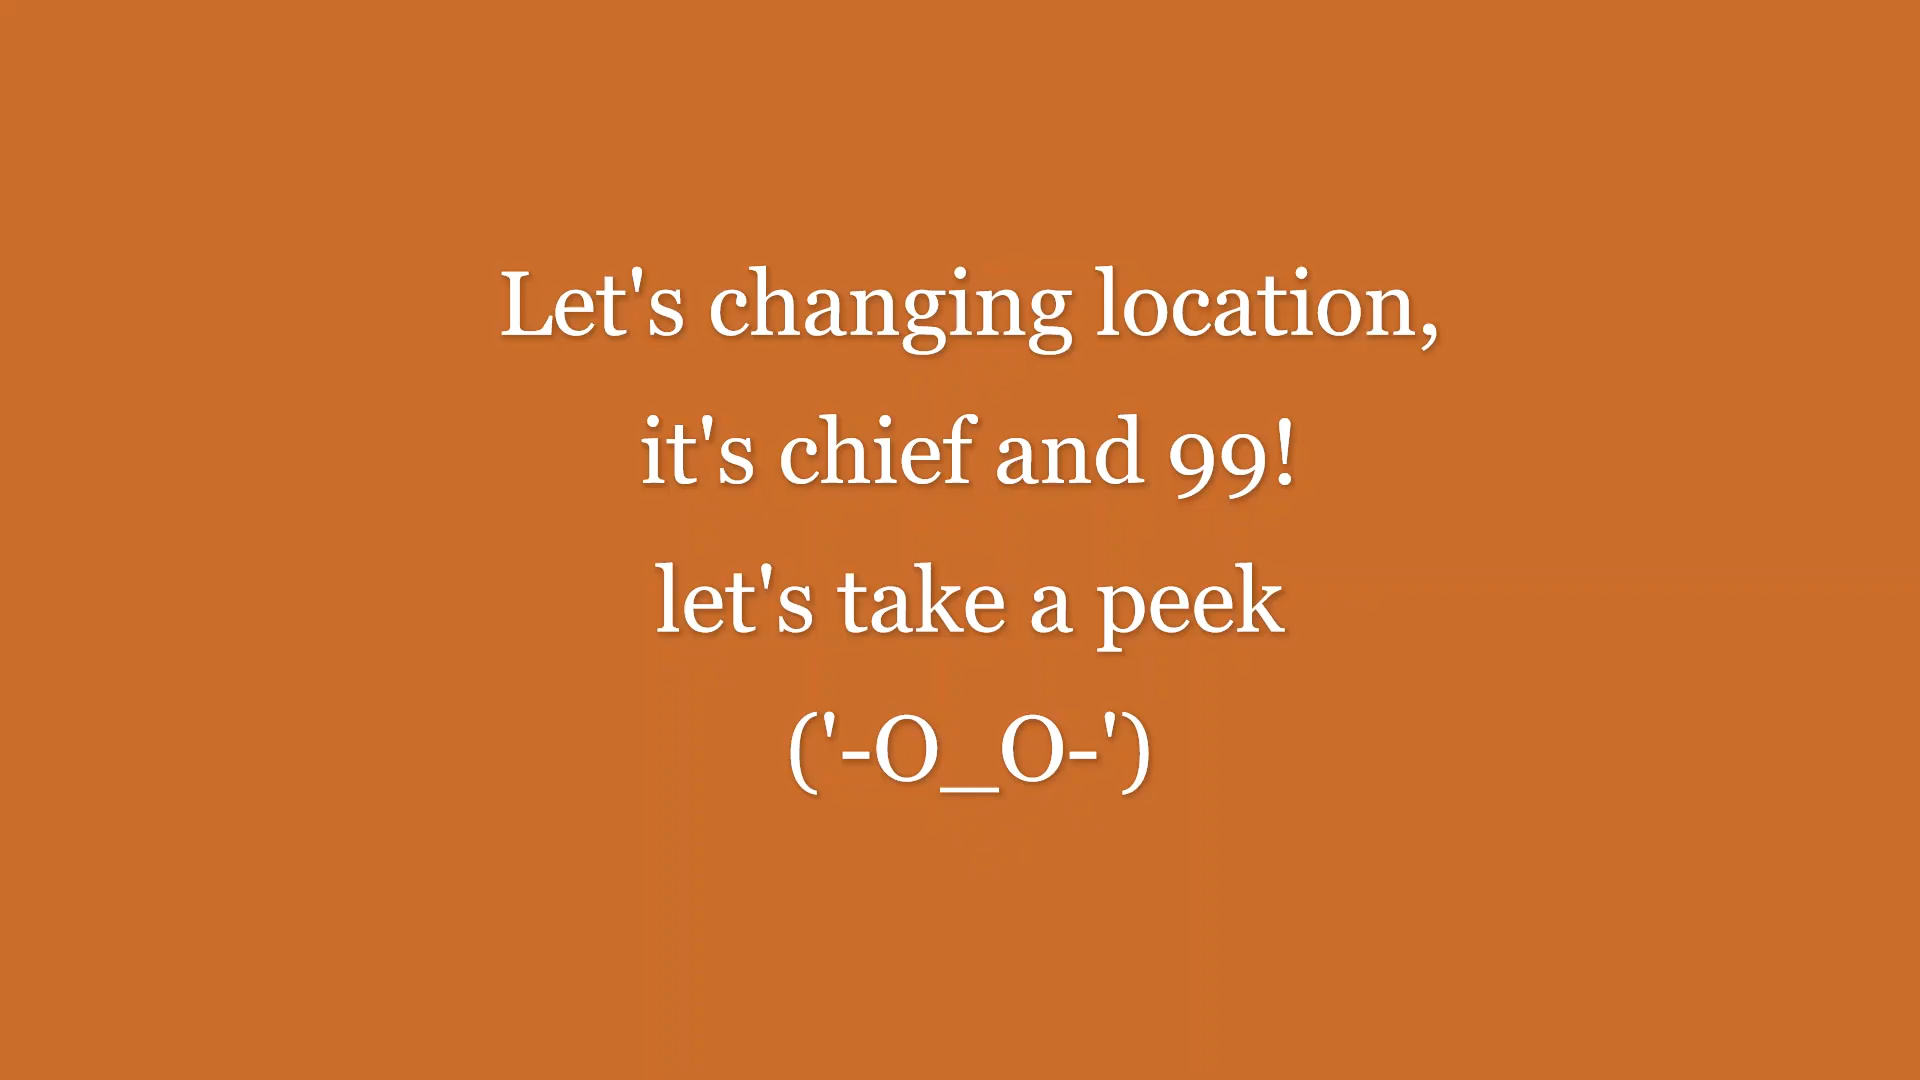 Let's changing location,
it's chief and 99!
let's take a peek
('-O_O-')